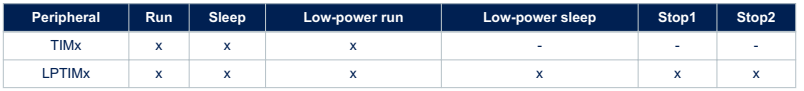 Peripheral Run Sleep Low-power run Low-power sleep Stop1 Stop2
TIMx x x x - - -
LPTIMx x x x x x x